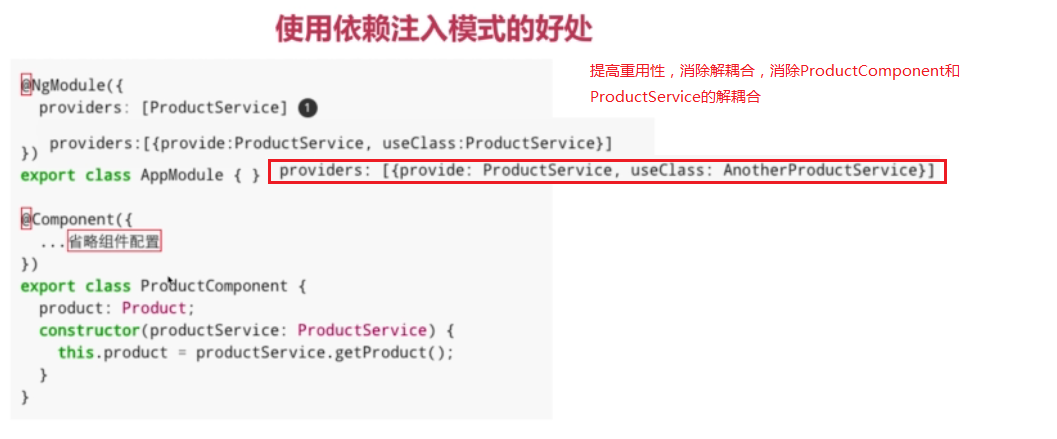 使用依赖注入模式的好处
提高重用性，消除解耦合，消除ProductComponent和
ProductService的解耦合
@NgModule({
providers: [ProductService] 1
providers:[{provide:ProductService, useClass:ProductService}]
})
export class AppModule { }
providers: [{provide: ProductService, useClass: AnotherProductService}]
@Component({
...省略组件配置
})
export class ProductComponent {
product: Product;
constructor(productService: ProductService) {
this.product = productService.getProduct();
}
}